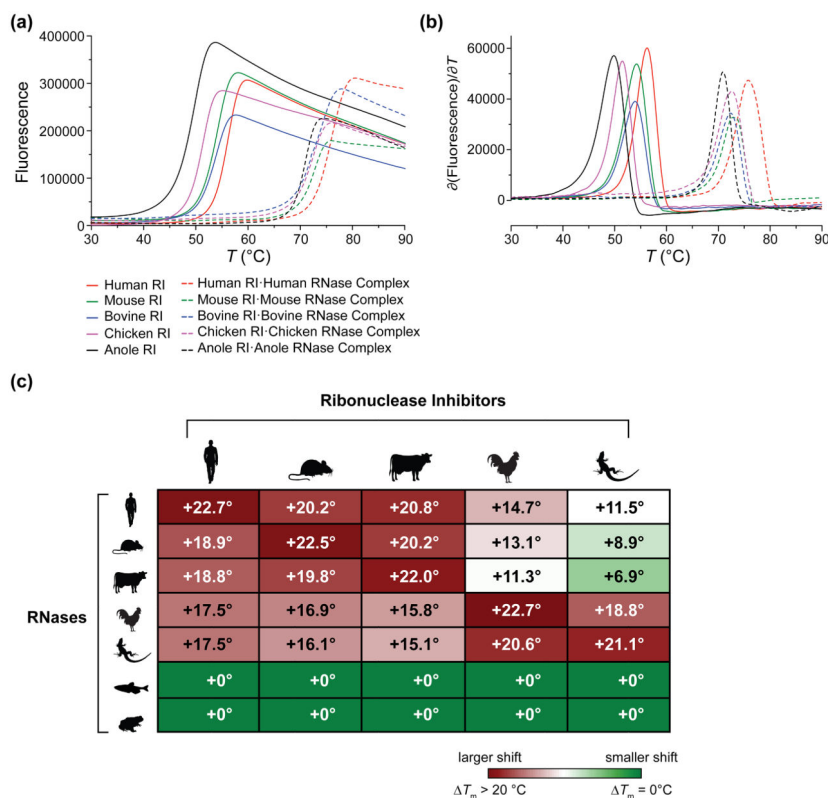 (a)
400000
300000
200000
100000
0
Fluorescence
30 40 50 60 70 80 90
T (°C)
(b)
60000
40000
20000
0
∂(Fluorescence)/∂T
30 40 50 60 70 80 90
T (°C)
Human RI
Mouse RI
Bovine RI
Chicken RI
Anole RI
Human RI·Human RNase Complex
Mouse RI·Mouse RNase Complex
Bovine RI·Bovine RNase Complex
Chicken RI·Chicken RNase Complex
Anole RI·Anole RNase Complex
(c)
Ribonuclease Inhibitors
RNases
+22.7° +20.2° +20.8° +14.7° +11.5°
+18.9° +22.5° +20.2° +13.1° +8.9°
+18.8° +19.8° +22.0° +11.3° +6.9°
+17.5° +16.9° +15.8° +22.7° +18.8°
+17.5° +16.1° +15.1° +20.6° +21.1°
+0° +0° +0° +0° +0°
+0° +0° +0° +0° +0°
larger shift smaller shift
ΔTm > 20 °C ΔTm = 0°C